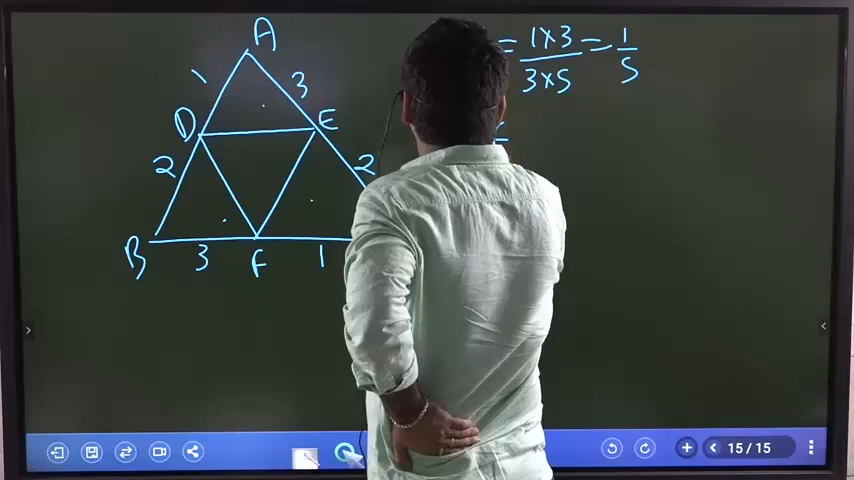 A
1
3
D
E
2
2
B
3
F
1
= 1×3 / 3×5 = 1/5
=
15/15